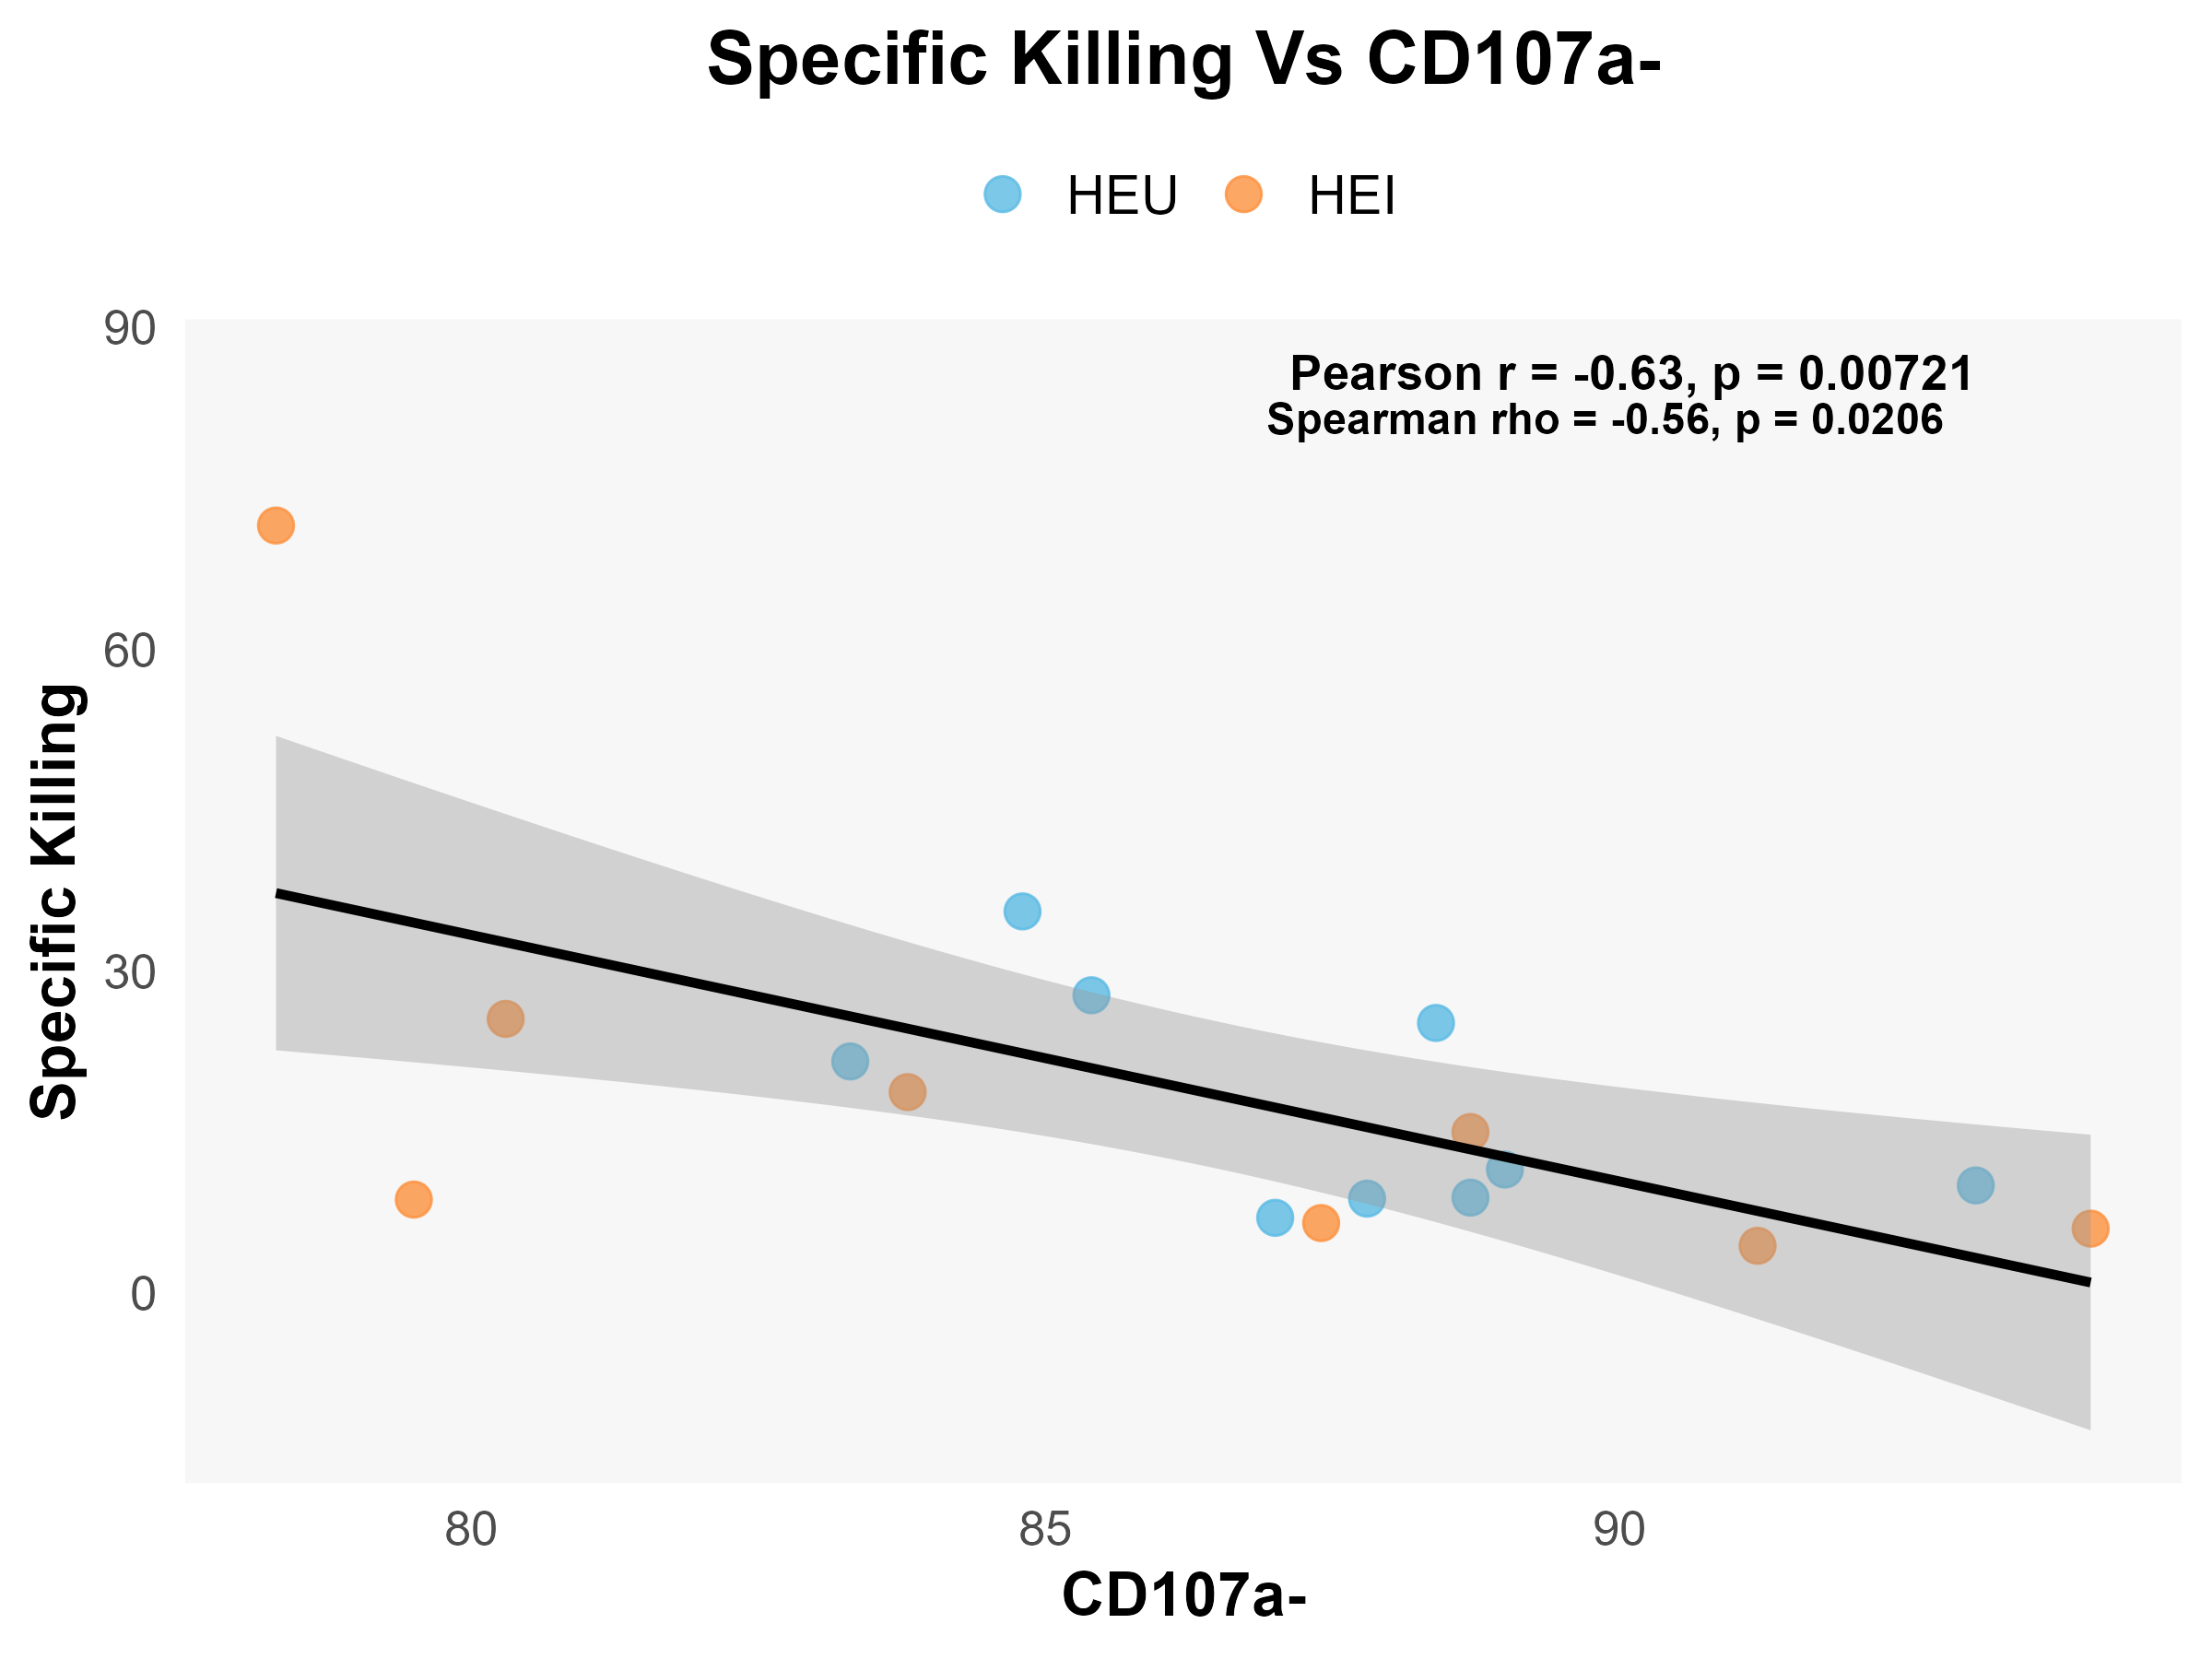 Specific Killing Vs CD107a-
HEU HEI
90
Pearson r = -0.63, p = 0.00721
Spearman rho = -0.56, p = 0.0206
60
Specific Killing
30
0
80 85 90
CD107a-